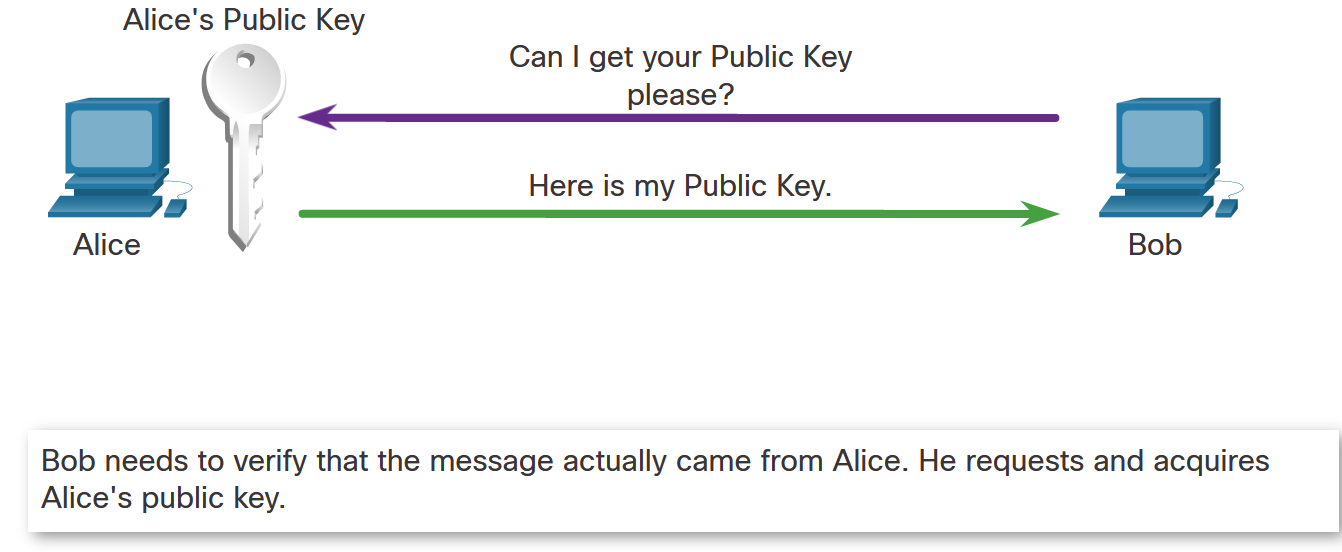 Alice's Public Key
Can I get your Public Key
please?
Here is my Public Key.
Alice
Bob
Bob needs to verify that the message actually came from Alice. He requests and acquires
Alice's public key.